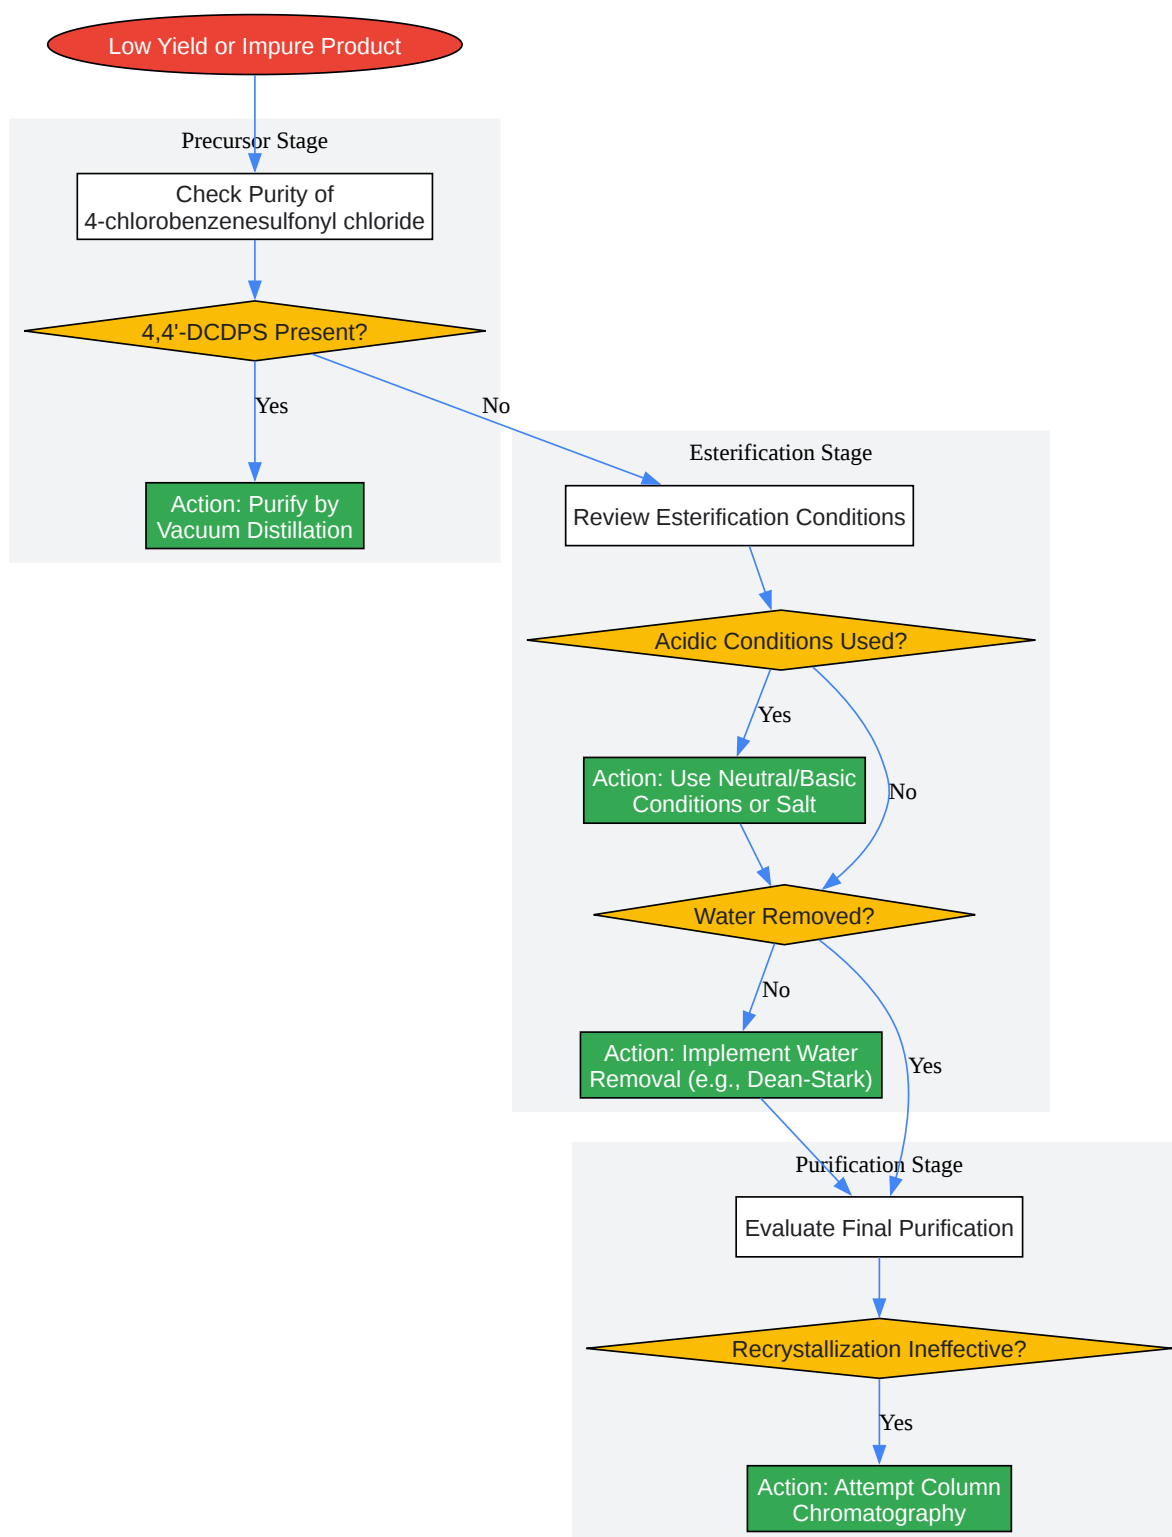 Low Yield or Impure Product
Precursor Stage
Check Purity of
4-chlorobenzenesulfonyl chloride
4,4'-DCDPS Present?
Yes
No
Action: Purify by
Vacuum Distillation
Esterification Stage
Review Esterification Conditions
Acidic Conditions Used?
Yes
No
Action: Use Neutral/Basic
Conditions or Salt
Water Removed?
No
Yes
Action: Implement Water
Removal (e.g., Dean-Stark)
Purification Stage
Evaluate Final Purification
Recrystallization Ineffective?
Yes
Action: Attempt Column
Chromatography